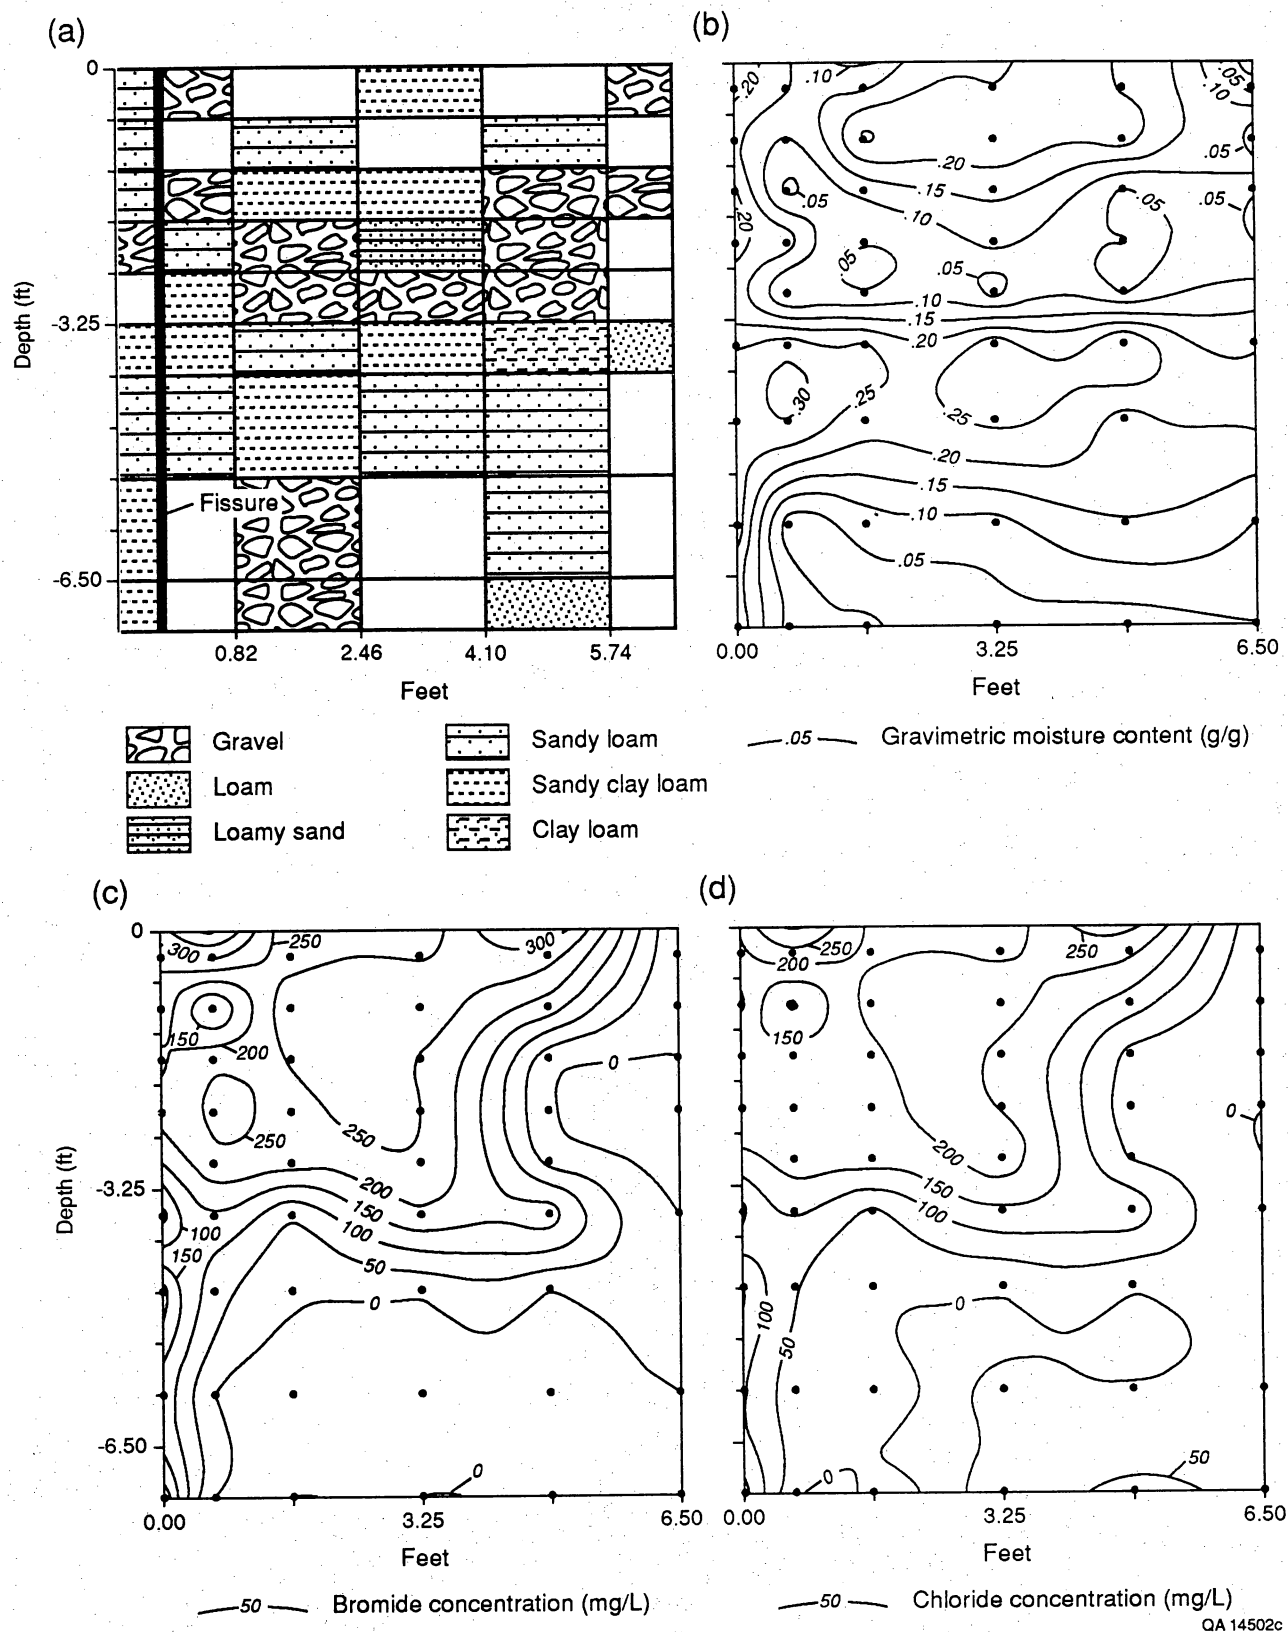 (a)
0
Depth (ft)
-3.25
Fissure
-6.50
0.82 2.46 4.10 5.74
Feet
Gravel
Loam
Loamy sand
Sandy loam
Sandy clay loam
Clay loam
(b)
.20 .10 .05
.10
.20 .05
.15
.05 .10 .05 .05
.20
.05 .05
.10
.15
.20
.30 .25 .25
.20
.15
.10
.05
0.00 3.25 6.50
Feet
.05 Gravimetric moisture content (g/g)
(c)
0
300 250 300
150 200
0
250 250
Depth (ft)
-3.25
200
150
100
100
150 50
0
-6.50
0
0.00 3.25 6.50
Feet
50 Bromide concentration (mg/L)
(d)
250 250
200
150
0
200
150
100
0
100
50
50
0
0.00 3.25 6.50
Feet
50 Chloride concentration (mg/L)
QA 14502c